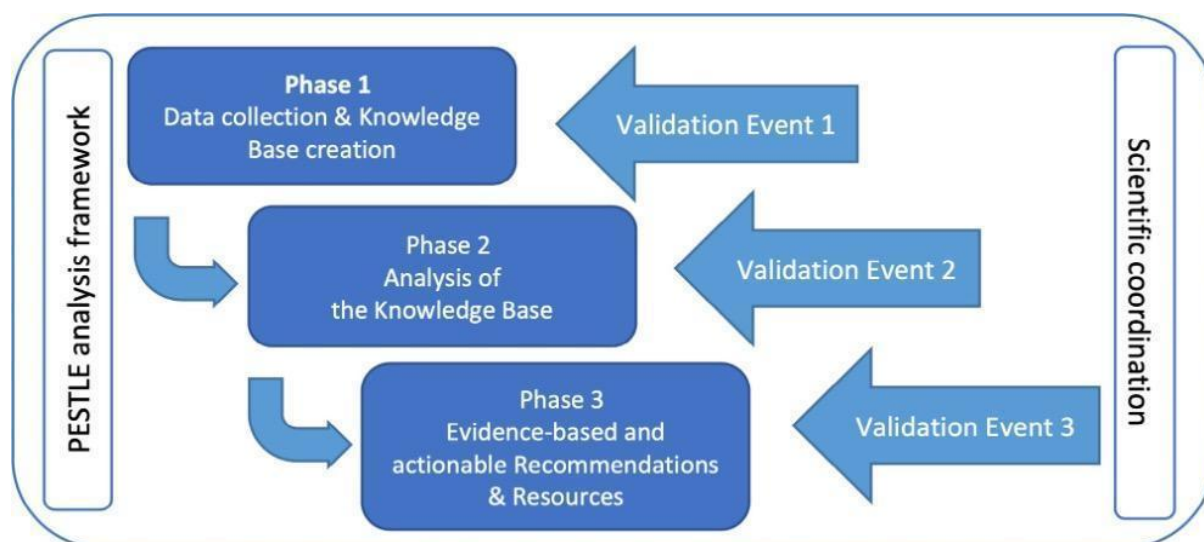 PESTLE analysis framework
Phase 1
Data collection & Knowledge
Base creation
Validation Event 1
Phase 2
Analysis of
the Knowledge Base
Validation Event 2
Phase 3
Evidence-based and
actionable Recommendations
& Resources
Validation Event 3
Scientific coordination